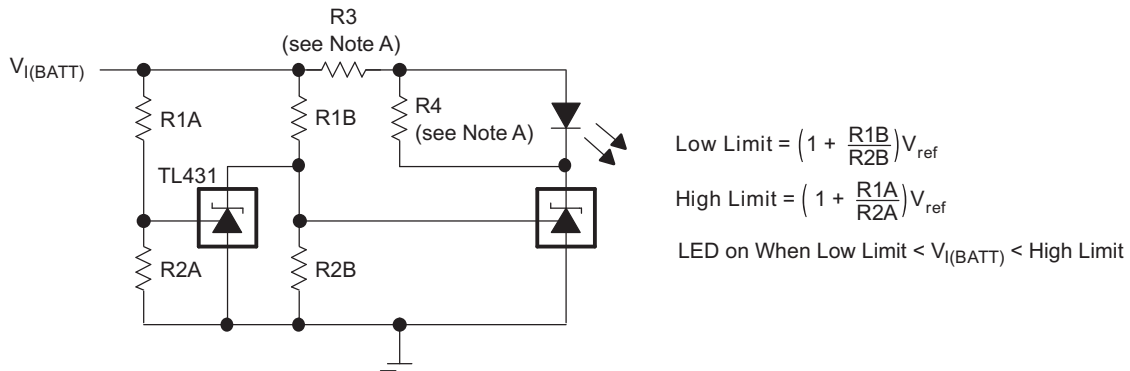 R3
(see Note A)
V_I(BATT)
R1A
R1B
R4
(see Note A)
TL431
R2A
R2B
Low Limit = (1 + R1B/R2B)V_ref
High Limit = (1 + R1A/R2A)V_ref
LED on When Low Limit < V_I(BATT) < High Limit